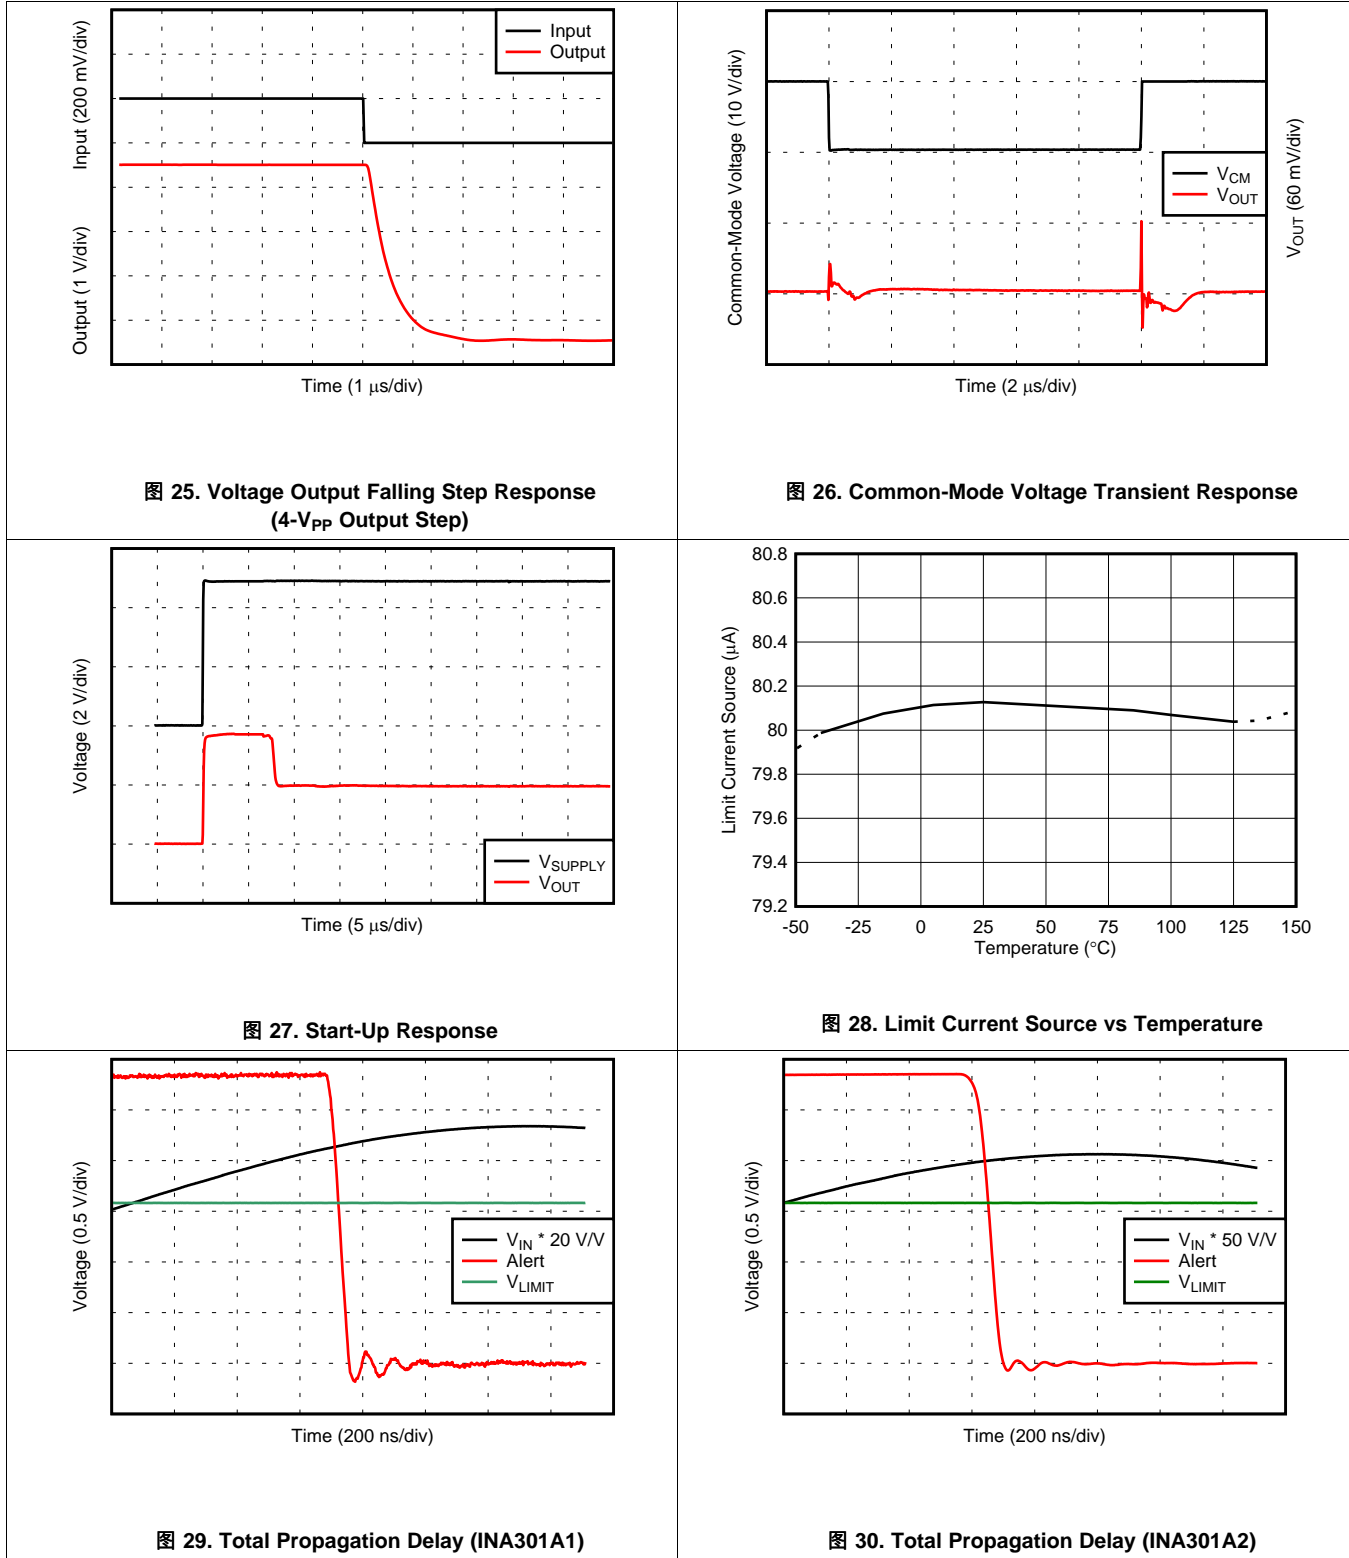 Input (200 mV/div)
Output (1 V/div)
Input
Output
Time (1 μs/div)
图 25. Voltage Output Falling Step Response
(4-VPP Output Step)
Common-Mode Voltage (10 V/div)
VOUT (60 mV/div)
VCM
VOUT
Time (2 μs/div)
图 26. Common-Mode Voltage Transient Response
Voltage (2 V/div)
VSUPPLY
VOUT
Time (5 μs/div)
图 27. Start-Up Response
Limit Current Source (μA)
80.8
80.6
80.4
80.2
80
79.8
79.6
79.4
79.2
-50 -25 0 25 50 75 100 125 150
Temperature (°C)
图 28. Limit Current Source vs Temperature
Voltage (0.5 V/div)
VIN * 20 V/V
Alert
VLIMIT
Time (200 ns/div)
图 29. Total Propagation Delay (INA301A1)
Voltage (0.5 V/div)
VIN * 50 V/V
Alert
VLIMIT
Time (200 ns/div)
图 30. Total Propagation Delay (INA301A2)